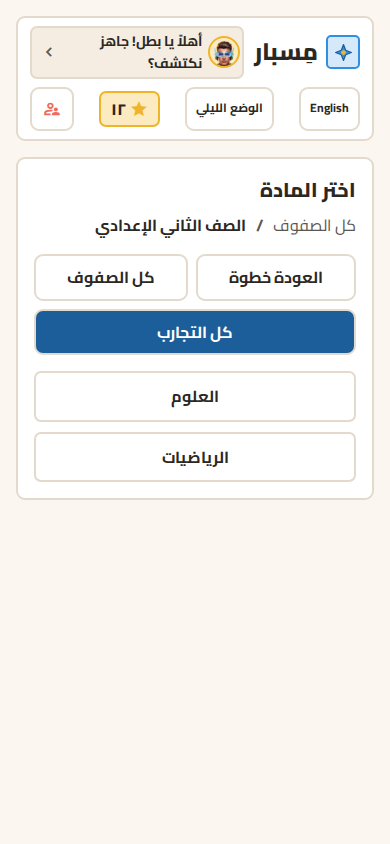 مِسبار
أهلاً يا بطل! جاهز
نكتشف؟
English
الوضع الليلي
١٢
اختر المادة
كل الصفوف / الصف الثاني الإعدادي
العودة خطوة
كل الصفوف
كل التجارب
العلوم
الرياضيات